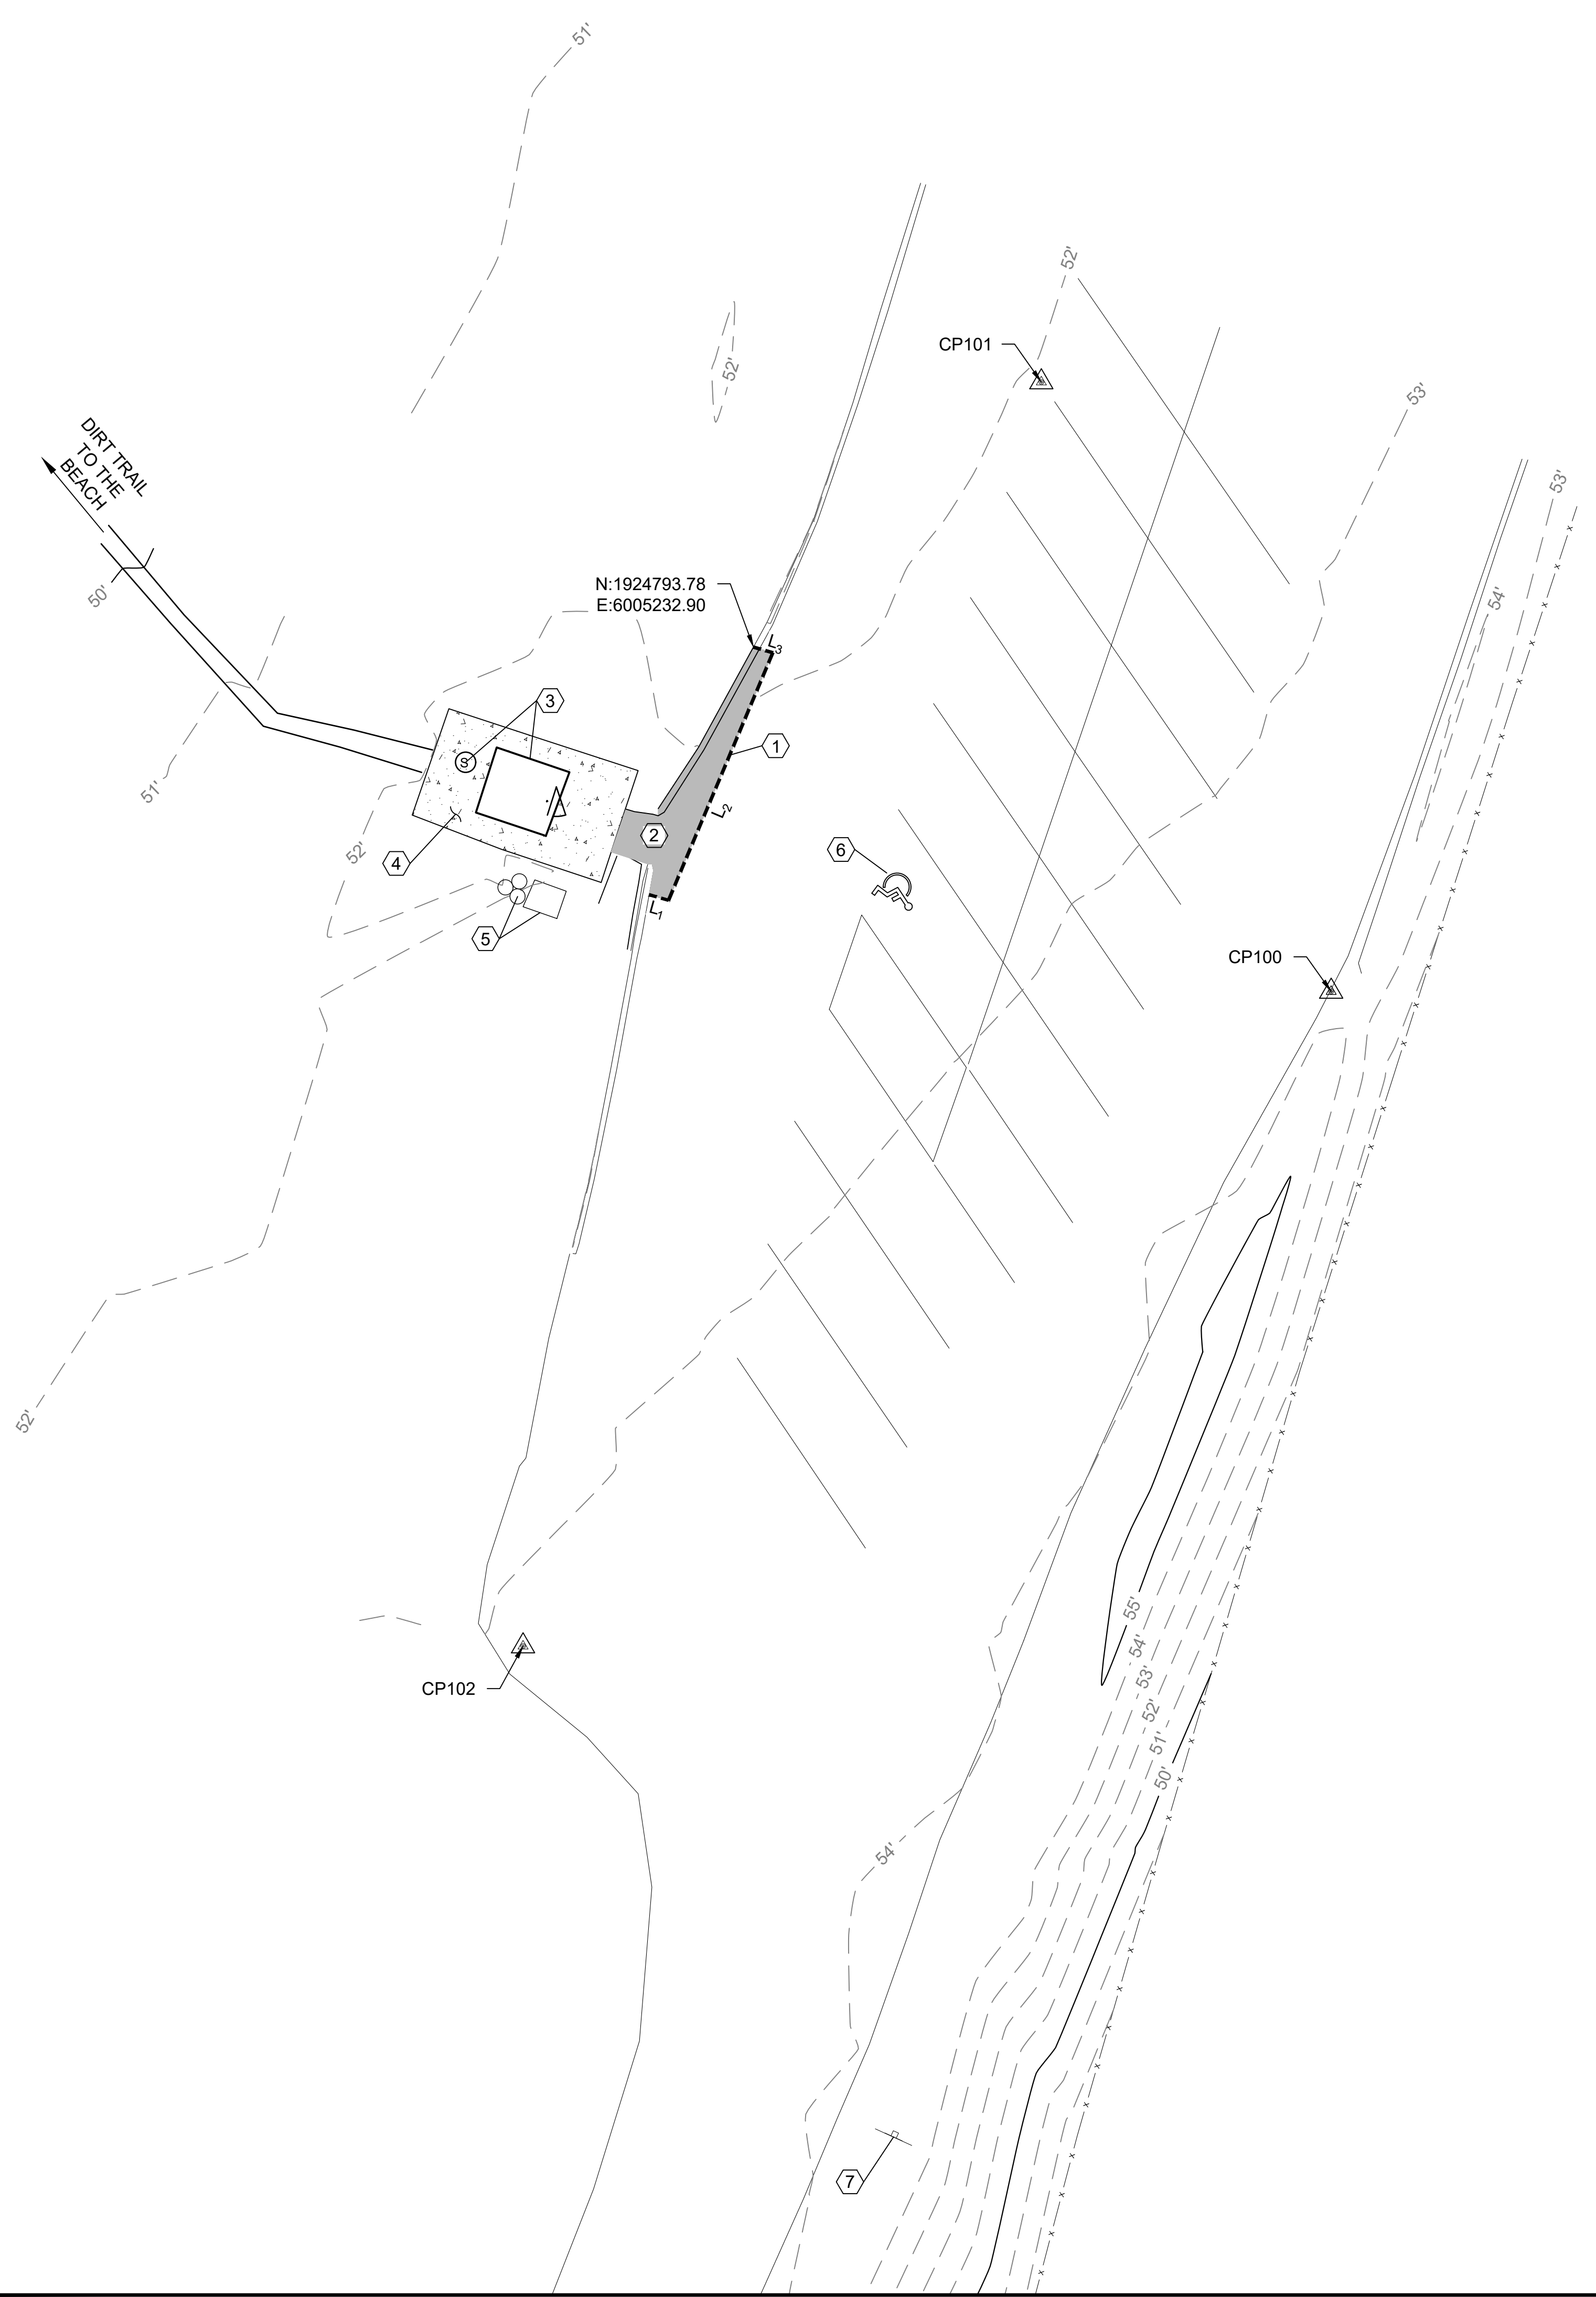 51'
52'
CP101
52'
53'
DIRT TRAIL
TO THE
BEACH
53'
N:1924793.78
E:6005232.90
50'
54'
L3
3
1
S
51'
L2
2
52'
4
6
L1
5
CP100
52'
55'
54'
53'
CP102
52'
51'
50'
54'
7